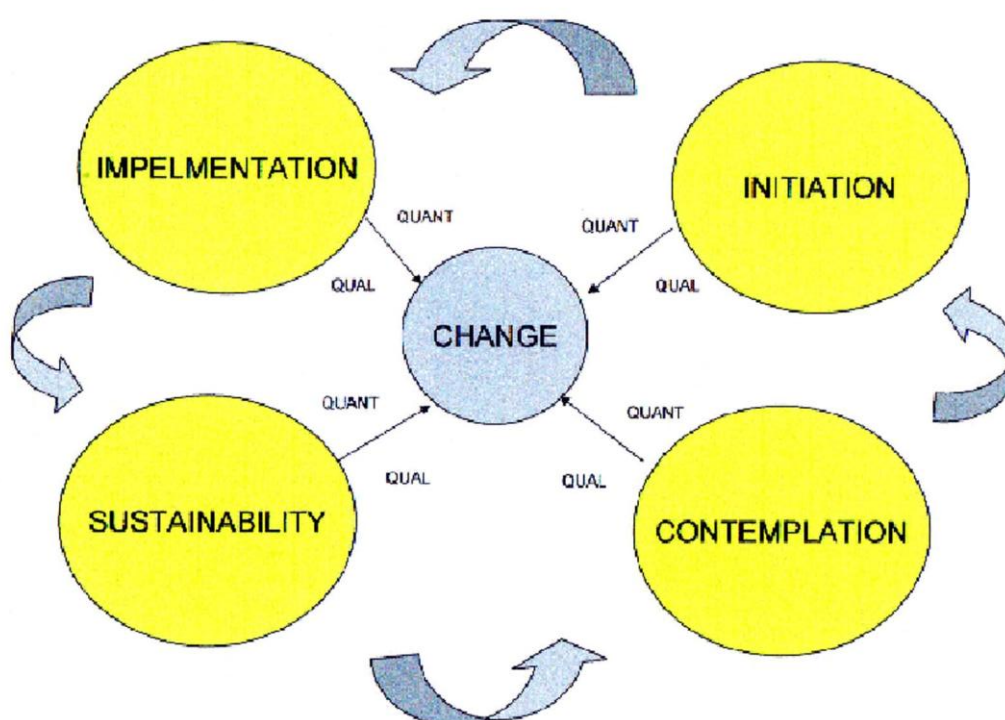 IMPELMENTATION
INITIATION
QUANT
QUANT
QUAL
QUAL
CHANGE
QUANT
QUANT
QUAL
QUAL
SUSTAINABILITY
CONTEMPLATION